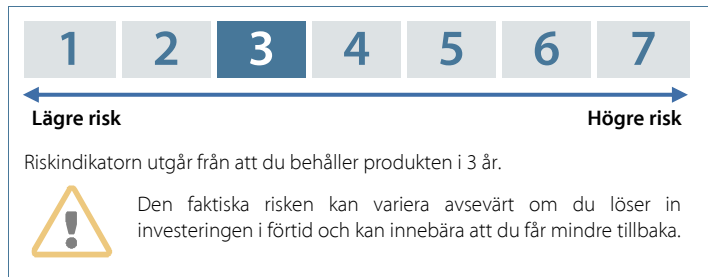 1 2 3 4 5 6 7
Lägre risk Högre risk
Riskindikatorn utgår från att du behåller produkten i 3 år.
Den faktiska risken kan variera avsevärt om du löser in
investeringen i förtid och kan innebära att du får mindre tillbaka.